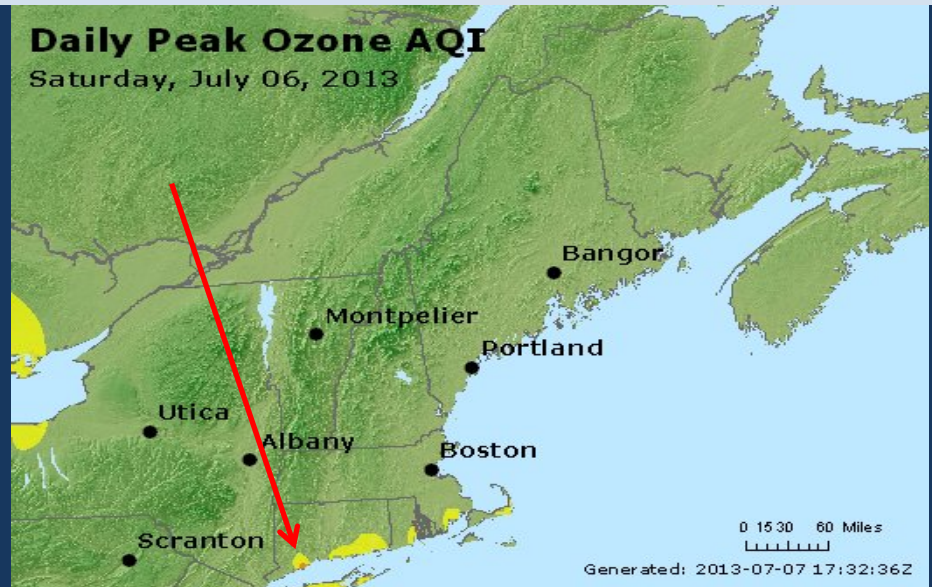 Daily Peak Ozone AQI
Saturday, July 06, 2013
Bangor
Montpelier
Portland
Utica
Albany
Boston
Scranton
0 15 30 60 Miles
Generated: 2013-07-07 17:32:36Z